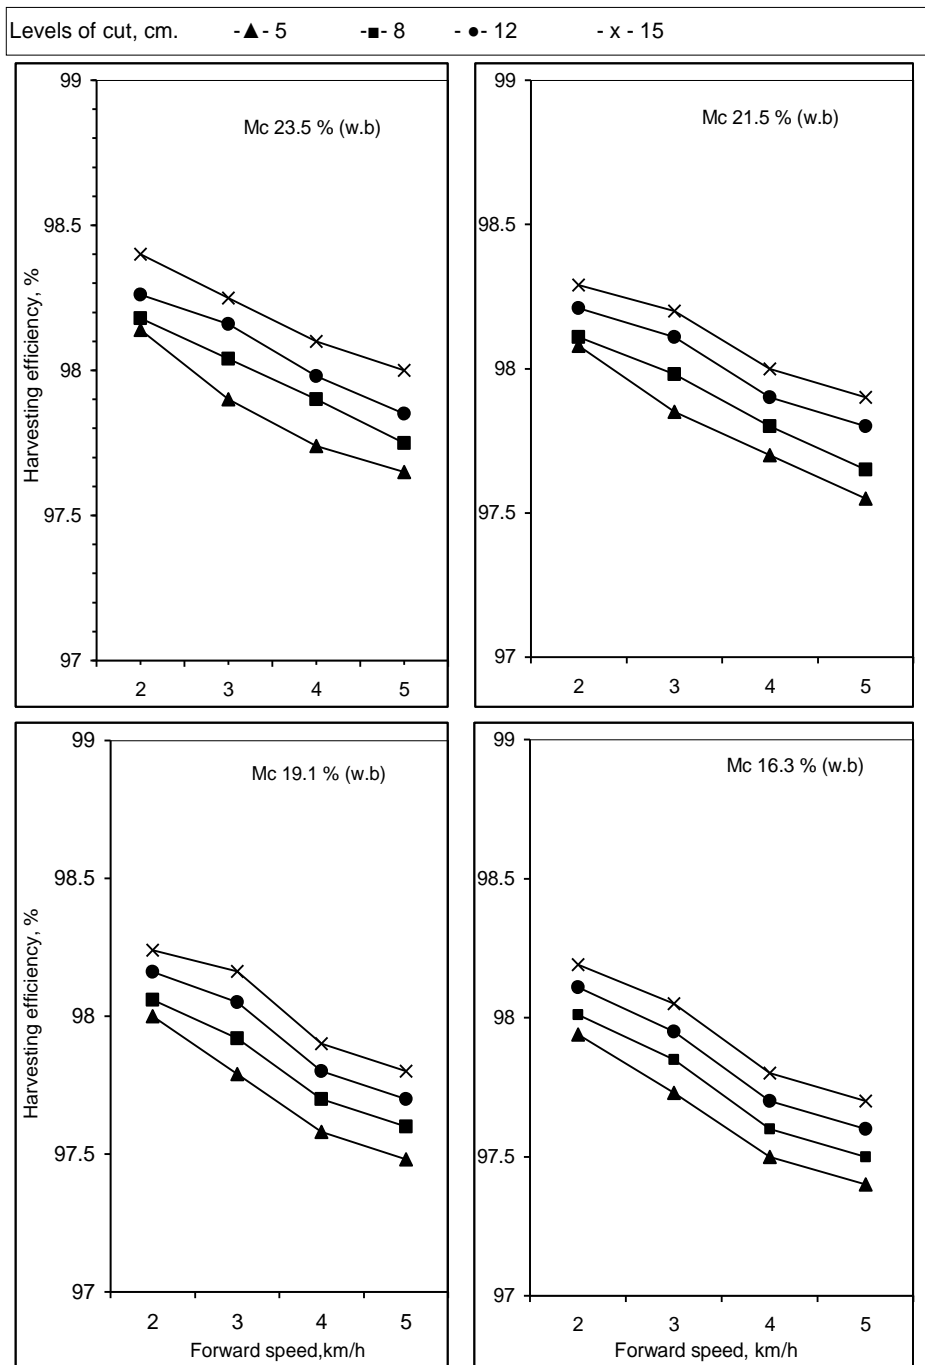 Levels of cut, cm. -▲- 5 -■- 8 - ●- 12 - x - 15
Mc 23.5 % (w.b)
Harvesting efficiency, %
99
98.5
98
97.5
97
2 3 4 5
Mc 21.5 % (w.b)
99
98.5
98
97.5
97
2 3 4 5
Mc 19.1 % (w.b)
Harvesting efficiency, %
99
98.5
98
97.5
97
2 3 4 5
Forward speed,km/h
Mc 16.3 % (w.b)
99
98.5
98
97.5
97
2 3 4 5
Forward speed, km/h